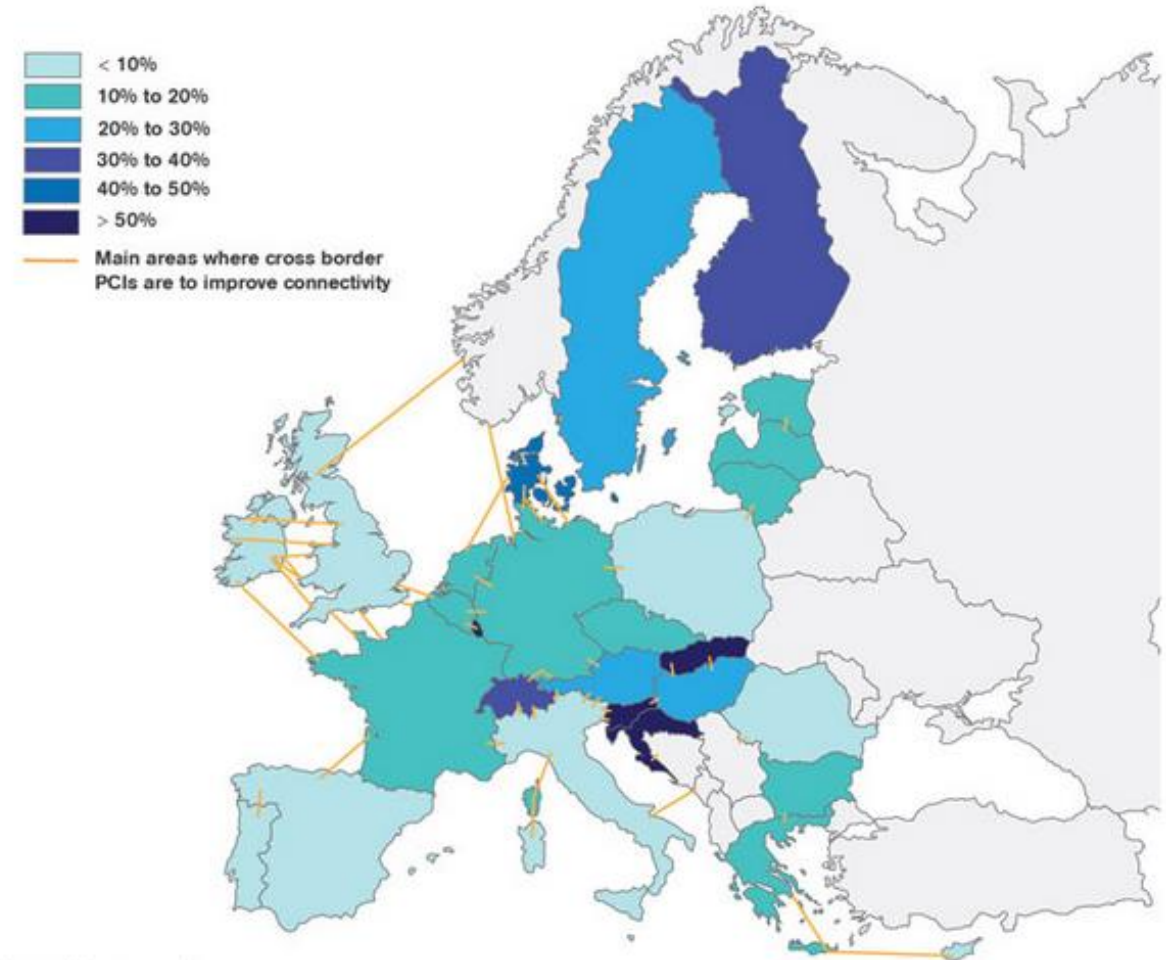 < 10%
10% to 20%
20% to 30%
30% to 40%
40% to 50%
> 50%
Main areas where cross border
PCIs are to improve connectivity